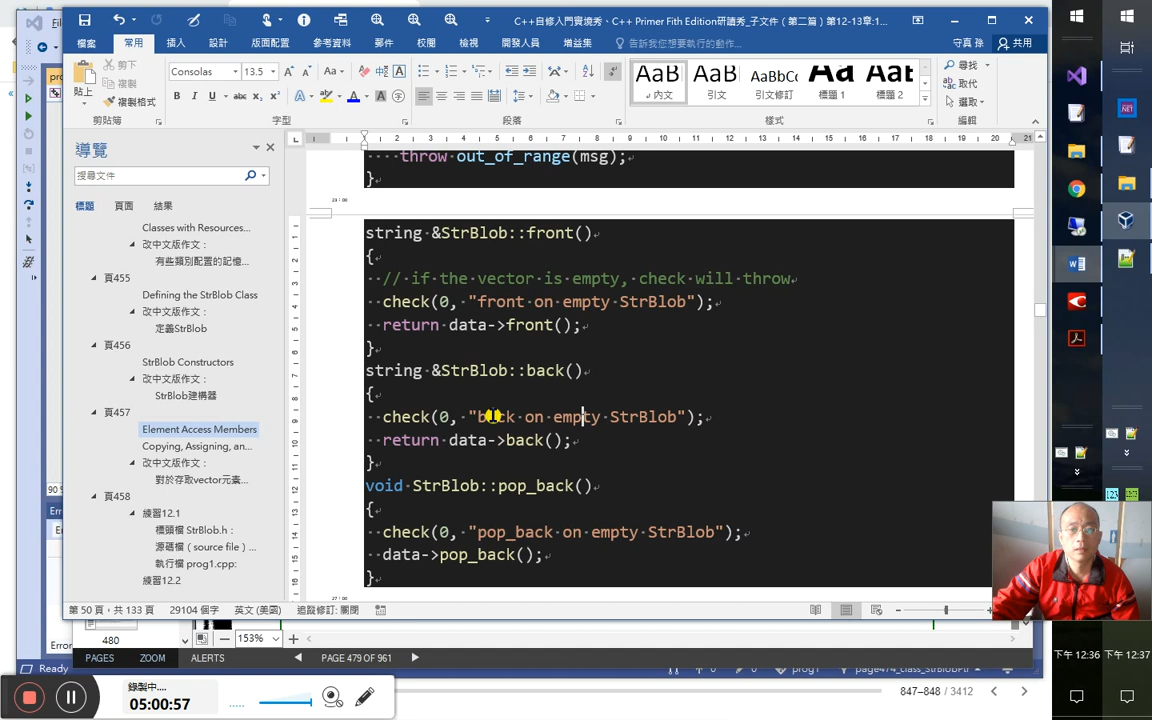 C++自修入門實境秀、C++ Primer Fith Edition研讀秀_子文件（第二篇）第12-13章:1...
檔案 常用 插入 設計 版面配置 參考資料 郵件 校閱 檢視 開發人員 增益集 告訴我您想要執行的動作... 守真 孫 共用
剪下
複製
複製格式
貼上
Consolas 13.5
AaB AaB AaBbCc AaB AaB
內文 引文 引文修訂 標題 1 標題 2
尋找
取代
選取
剪貼簿 字型 段落 樣式 編輯
導覽
搜尋文件
標題 頁面 結果
Classes with Resources...
改中文版作文：
有些類別配置的記憶...
頁455
Defining the StrBlob Class
改中文版作文：
定義StrBlob
頁456
StrBlob Constructors
改中文版作文：
StrBlob建構器
頁457
Element Access Members
Copying, Assigning, an...
改中文版作文：
對於存取vector元素...
頁458
練習12.1
標頭檔 StrBlob.h：
源碼檔（source file）...
執行檔 prog1.cpp:
練習12.2
throw out_of_range(msg);
}
string &StrBlob::front()
{
// if the vector is empty, check will throw
check(0, "front on empty StrBlob");
return data->front();
}
string &StrBlob::back()
{
check(0, "back on empty StrBlob");
return data->back();
}
void StrBlob::pop_back()
{
check(0, "pop_back on empty StrBlob");
data->pop_back();
}
第 50 頁，共 133 頁 29104 個字 英文 (美國) 追蹤修訂: 關閉
480
153%
PAGES ZOOM ALERTS PAGE 479 OF 961
Ready
錄製中....
05:00:57
847–848 / 3412
下午 12:36 下午 12:37